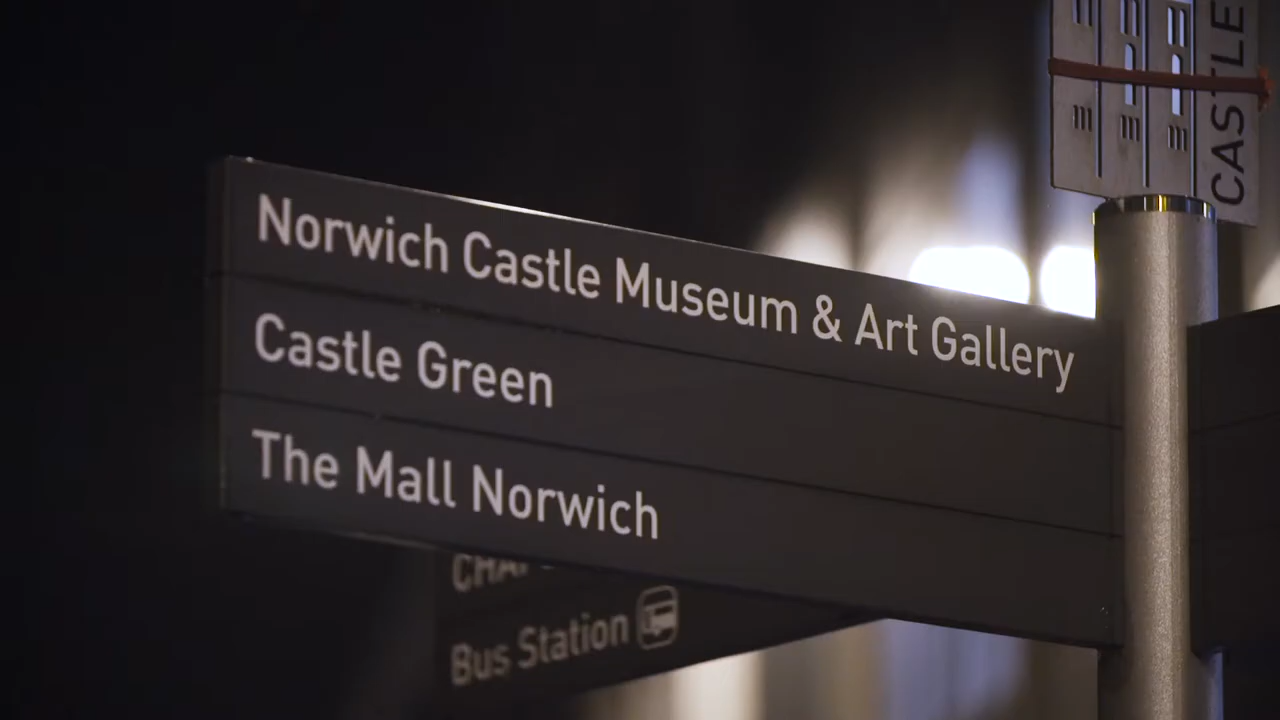 CASTLE
Norwich Castle Museum & Art Gallery
Castle Green
The Mall Norwich
Bus Station